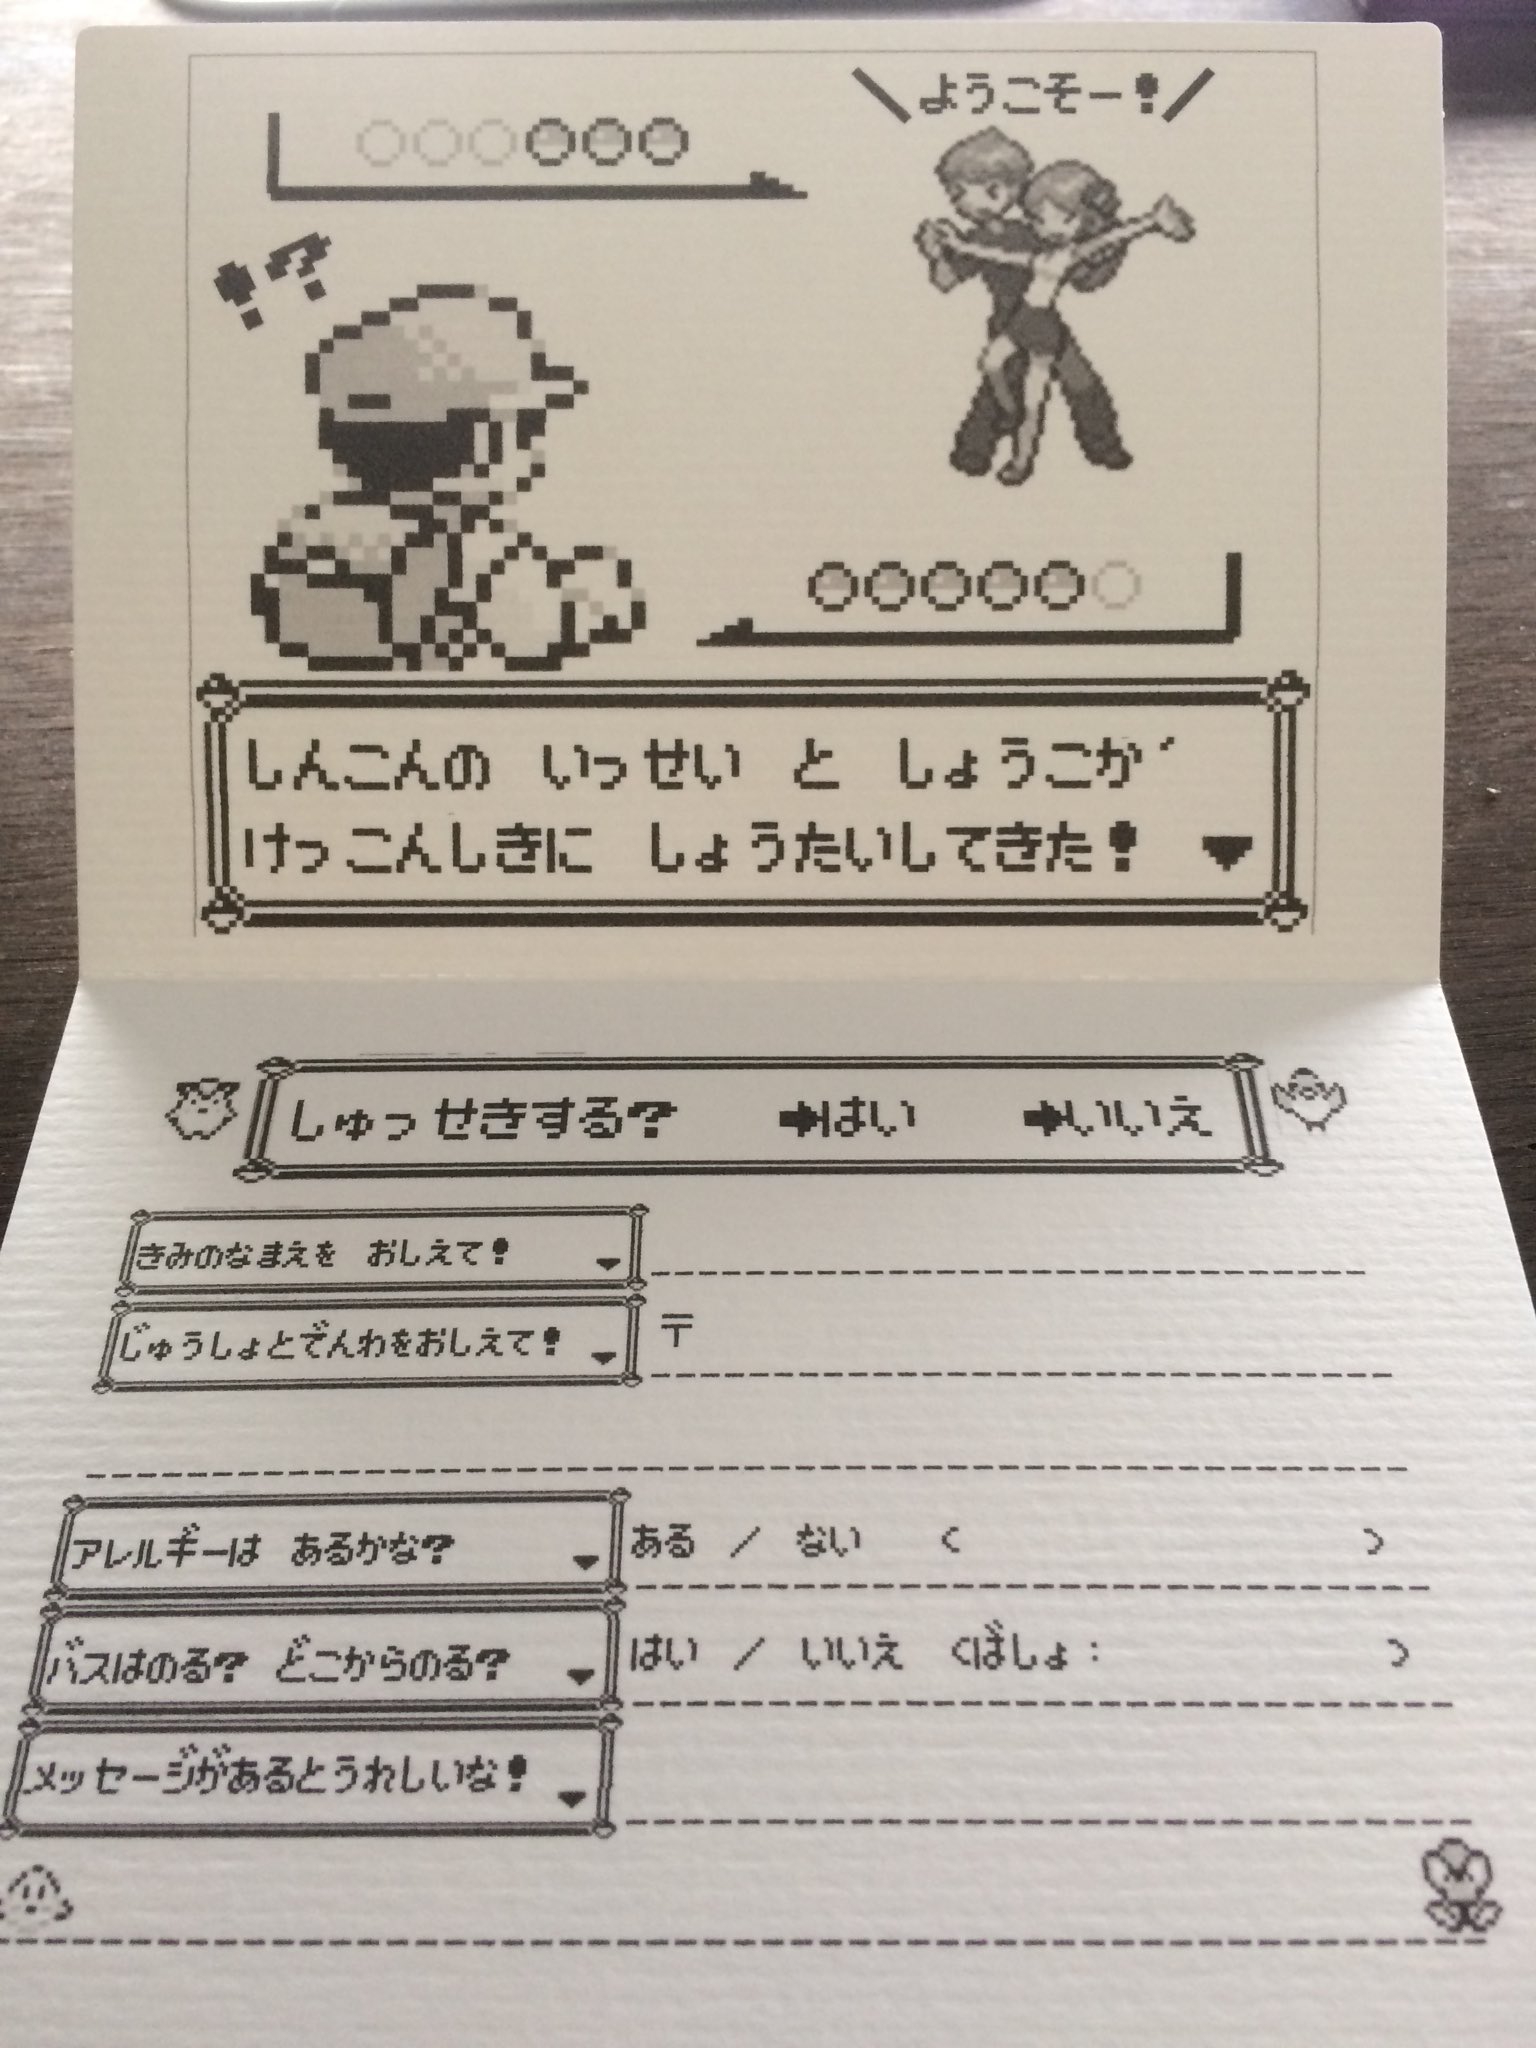 \ようこそー!/
!?
しんこんの いっせい と しょうこが
けっこんしきに しょうたいしてきた! ▼
しゅっせきする? ➡はい ➡いいえ
きみのなまえを おしえて! ▼
じゅうしょとでんわをおしえて! ▼ 〒
アレルギーは あるかな? ▼ ある / ない ( )
バスはのる? どこからのる? ▼ はい / いいえ (ばしょ: )
メッセージがあるとうれしいな! ▼